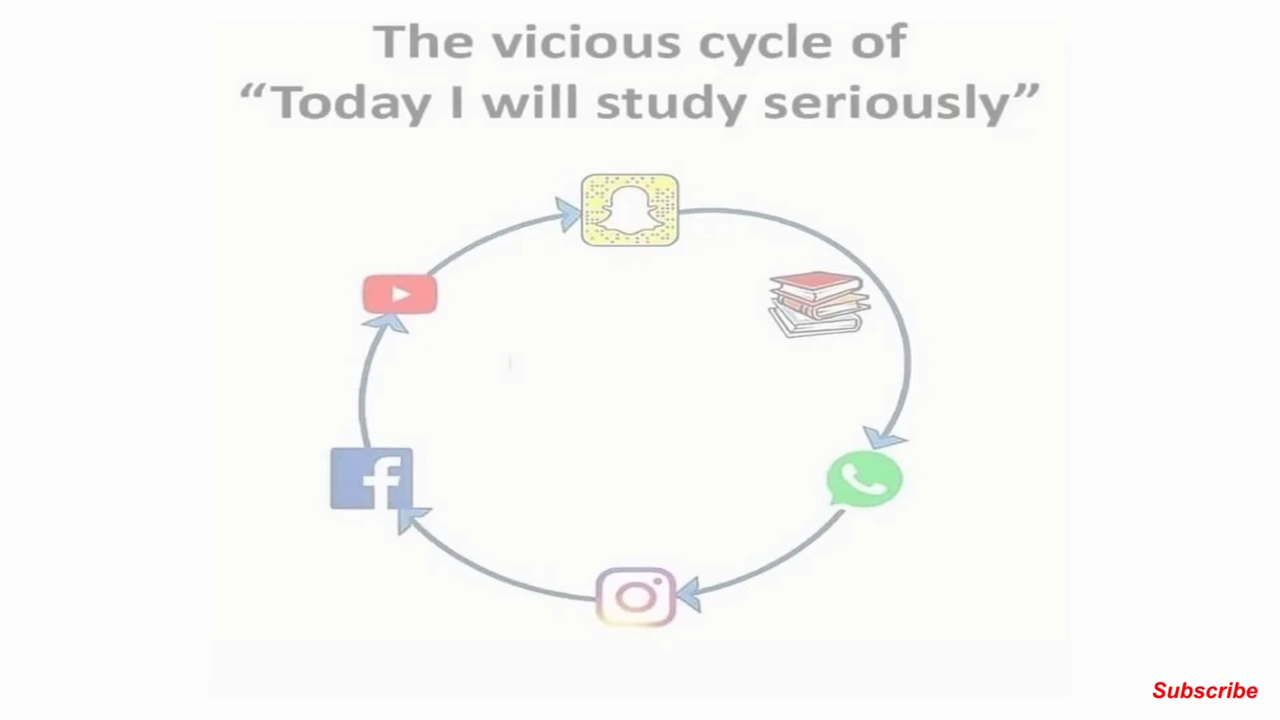 The vicious cycle of
“Today I will study seriously”
f
Subscribe